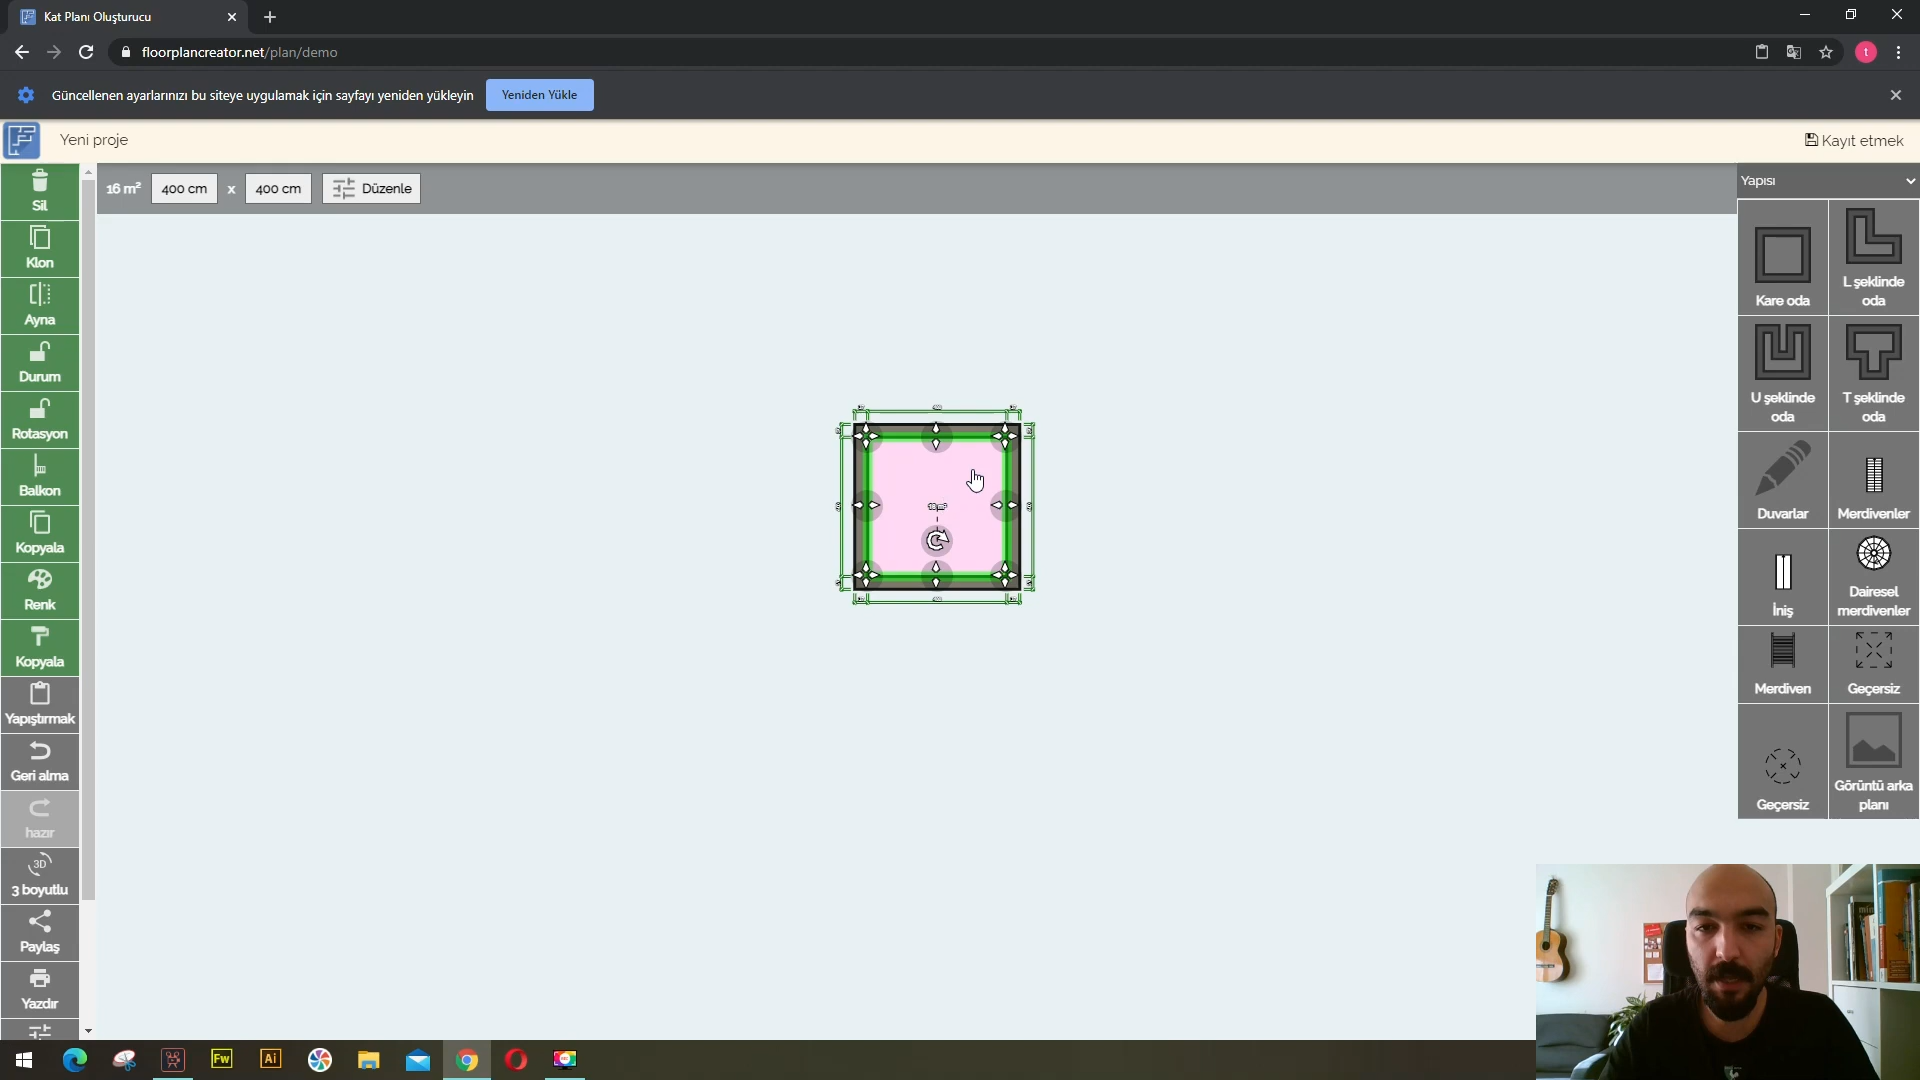 Kat Planı Oluşturucu
floorplancreator.net/plan/demo
t
Güncellenen ayarlarınızı bu siteye uygulamak için sayfayı yeniden yükleyin
Yeniden Yükle
Yeni proje
Kayıt etmek
16 m² 400 cm x 400 cm Düzenle
Yapısı
Sil
Klon
Ayna
Durum
Rotasyon
Balkon
Kopyala
Renk
Kopyala
Yapıştırmak
Geri alma
hazır
3D
3 boyutlu
Paylaş
Yazdır
Kare oda
L şeklinde
oda
U şeklinde
oda
T şeklinde
oda
Duvarlar
Merdivenler
İniş
Dairesel
merdivenler
Merdiven
Geçersiz
Geçersiz
Görüntü arka
planı
16 m²
Fw
Ai